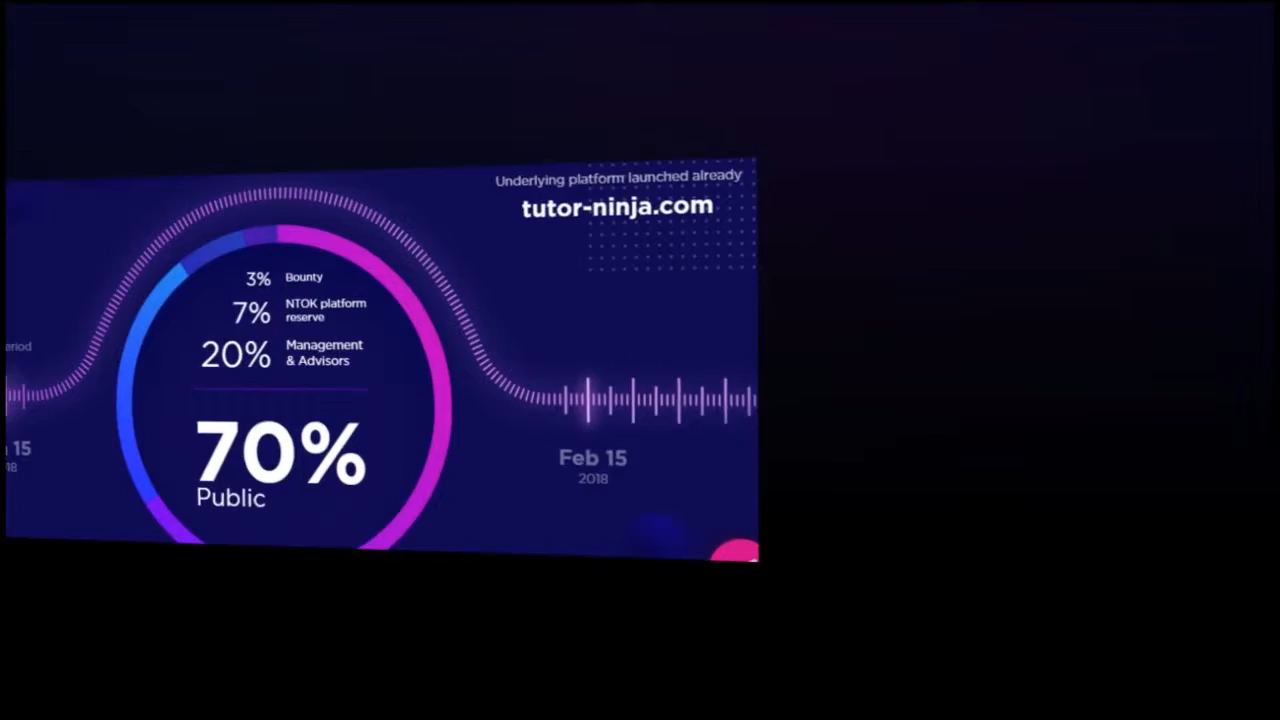 Underlying platform launched already
tutor-ninja.com
3% Bounty
7% NTOK platform
reserve
20% Management
& Advisors
70%
Public
15
Feb 15
2018